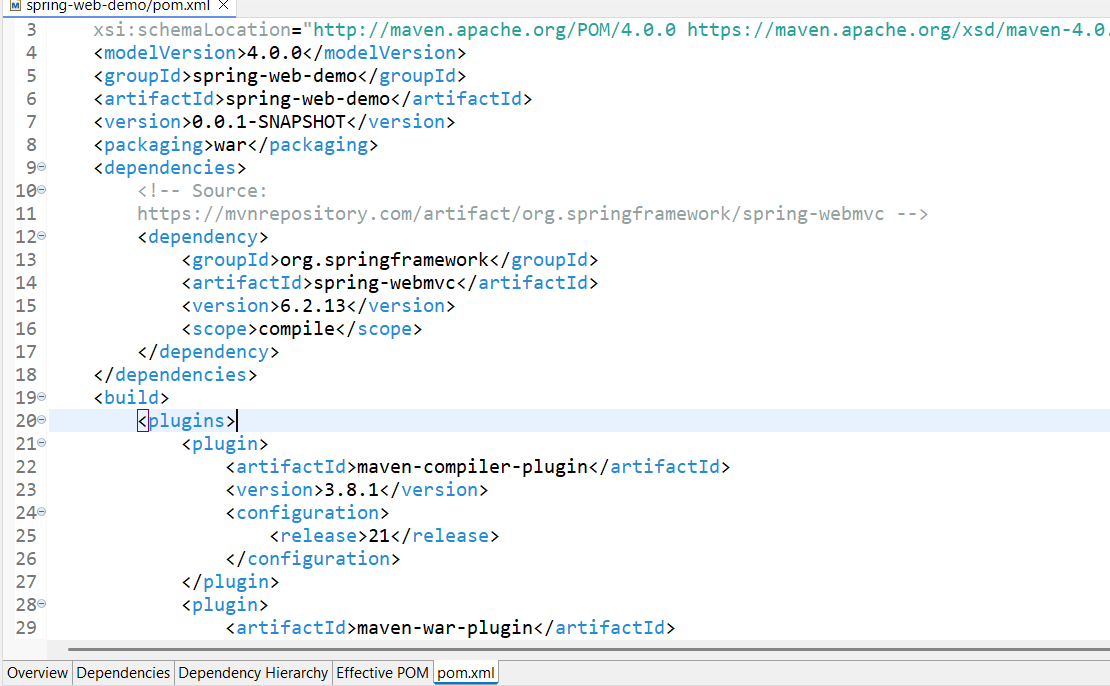 spring-web-demo/pom.xml
3 xsi:schemaLocation="http://maven.apache.org/POM/4.0.0 https://maven.apache.org/xsd/maven-4.0.
4 <modelVersion>4.0.0</modelVersion>
5 <groupId>spring-web-demo</groupId>
6 <artifactId>spring-web-demo</artifactId>
7 <version>0.0.1-SNAPSHOT</version>
8 <packaging>war</packaging>
9 <dependencies>
10 <!-- Source:
11 https://mvnrepository.com/artifact/org.springframework/spring-webmvc -->
12 <dependency>
13 <groupId>org.springframework</groupId>
14 <artifactId>spring-webmvc</artifactId>
15 <version>6.2.13</version>
16 <scope>compile</scope>
17 </dependency>
18 </dependencies>
19 <build>
20 <plugins>
21 <plugin>
22 <artifactId>maven-compiler-plugin</artifactId>
23 <version>3.8.1</version>
24 <configuration>
25 <release>21</release>
26 </configuration>
27 </plugin>
28 <plugin>
29 <artifactId>maven-war-plugin</artifactId>
Overview Dependencies Dependency Hierarchy Effective POM pom.xml